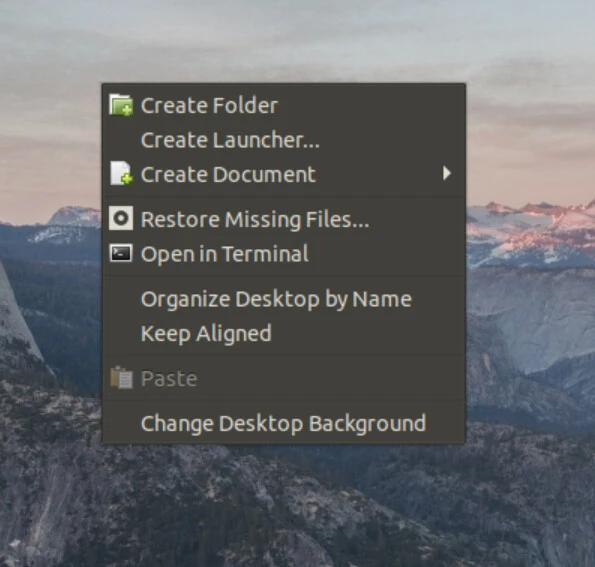 Create Folder
Create Launcher...
Create Document
Restore Missing Files...
Open in Terminal
Organize Desktop by Name
Keep Aligned
Paste
Change Desktop Background